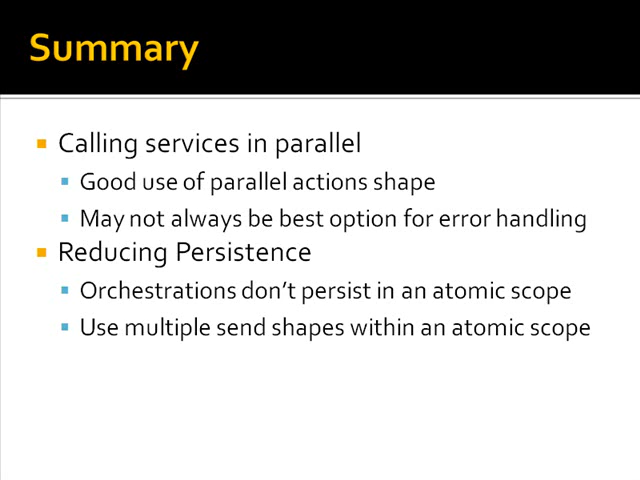 Summary
Calling services in parallel
Good use of parallel actions shape
May not always be best option for error handling
Reducing Persistence
Orchestrations don’t persist in an atomic scope
Use multiple send shapes within an atomic scope